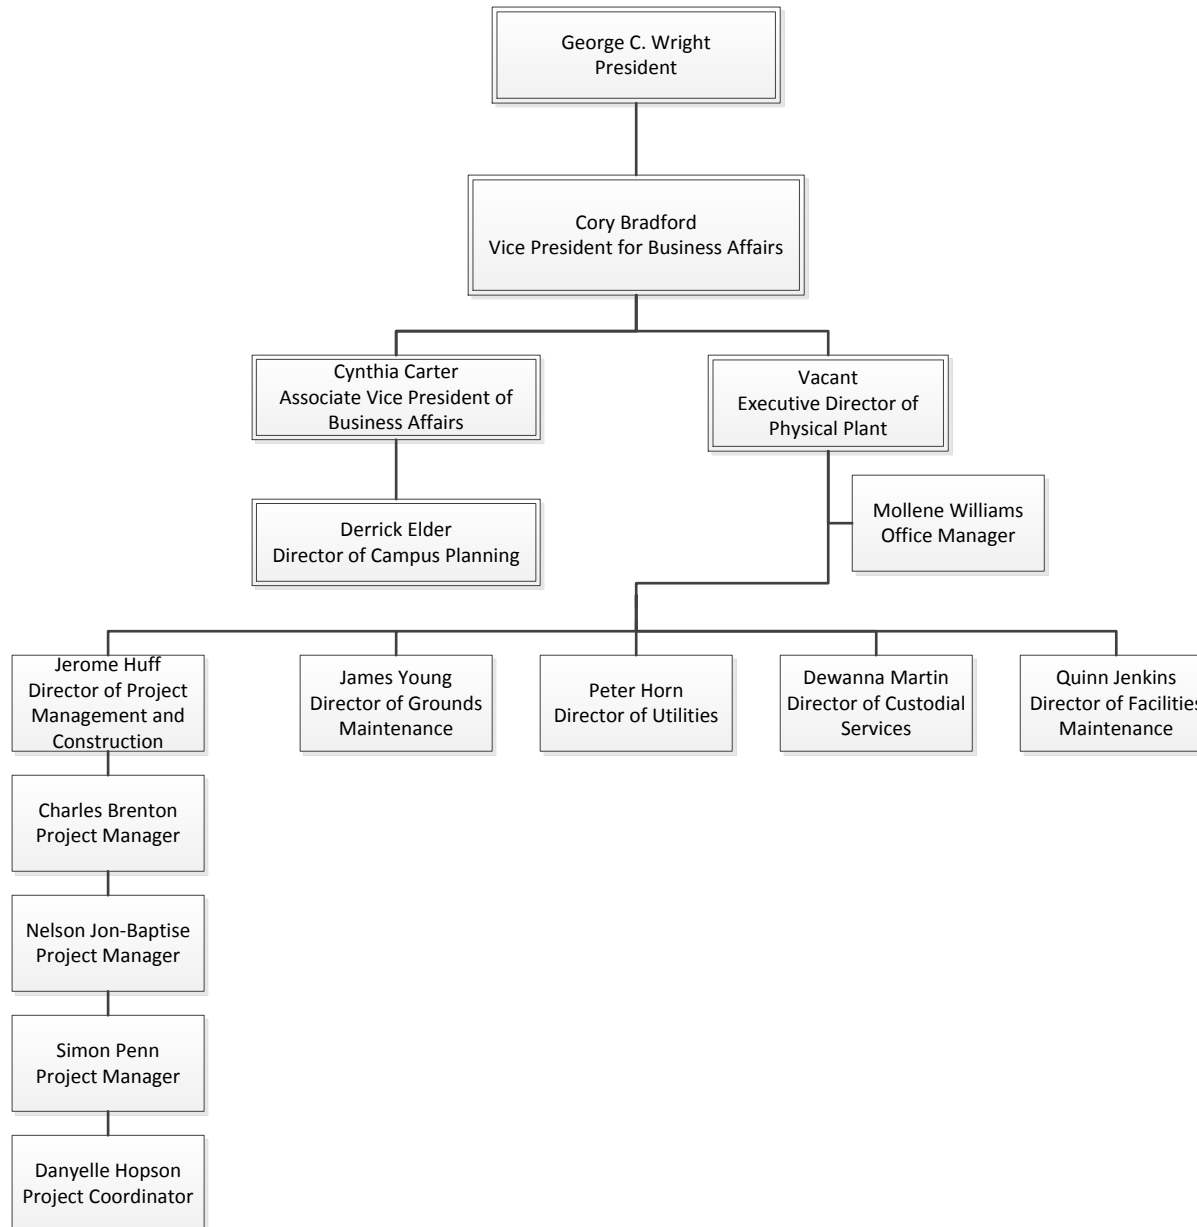 George C. Wright
President
Cory Bradford
Vice President for Business Affairs
Cynthia Carter
Associate Vice President of
Business Affairs
Vacant
Executive Director of
Physical Plant
Mollene Williams
Office Manager
Derrick Elder
Director of Campus Planning
Jerome Huff
Director of Project
Management and
Construction
James Young
Director of Grounds
Maintenance
Peter Horn
Director of Utilities
Dewanna Martin
Director of Custodial
Services
Quinn Jenkins
Director of Facilities
Maintenance
Charles Brenton
Project Manager
Nelson Jon-Baptise
Project Manager
Simon Penn
Project Manager
Danyelle Hopson
Project Coordinator